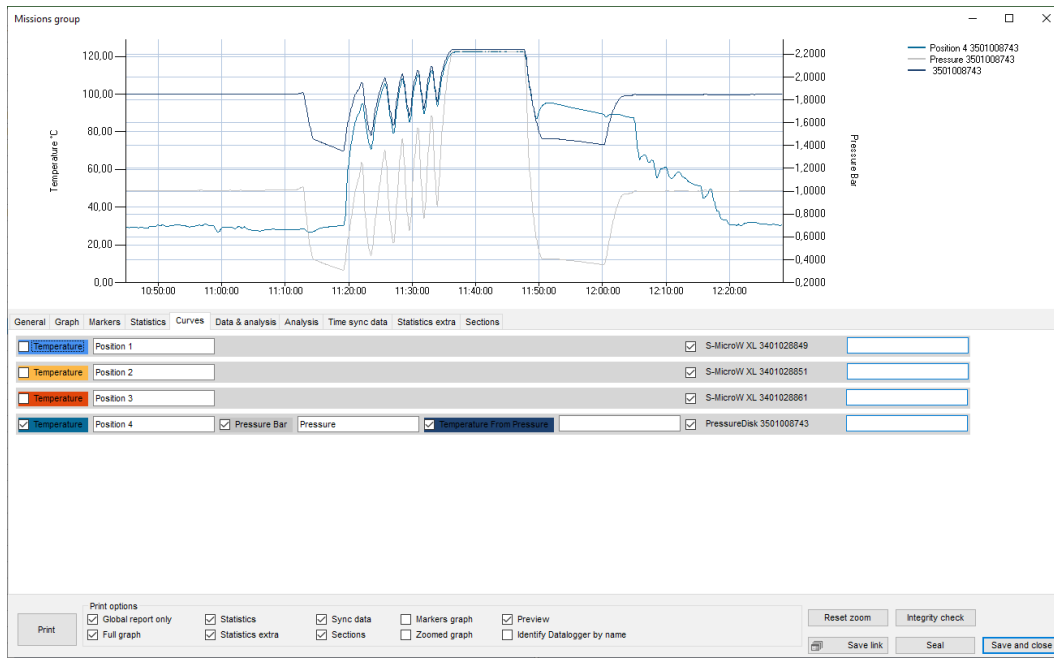 Missions group
120,00
100,00
80,00
60,00
40,00
20,00
0,00
Temperature °C
2,2000
2,0000
1,8000
1,6000
1,4000
1,2000
1,0000
0,8000
0,6000
0,4000
0,2000
Pressure Bar
10:50:00 11:00:00 11:10:00 11:20:00 11:30:00 11:40:00 11:50:00 12:00:00 12:10:00 12:20:00
Position 4 3501008743
Pressure 3501008743
3501008743
General Graph Markers Statistics Curves Data & analysis Analysis Time sync data Statistics extra Sections
Temperature Position 1 S-MicroW XL 3401028849
Temperature Position 2 S-MicroW XL 3401028851
Temperature Position 3 S-MicroW XL 3401028861
Temperature Position 4 Pressure Bar Pressure Temperature From Pressure PressureDisk 3501008743
Print
Print options
Global report only Statistics Sync data Markers graph Preview
Full graph Statistics extra Sections Zoomed graph Identify Datalogger by name
Reset zoom Integrity check
Save link Seal Save and close